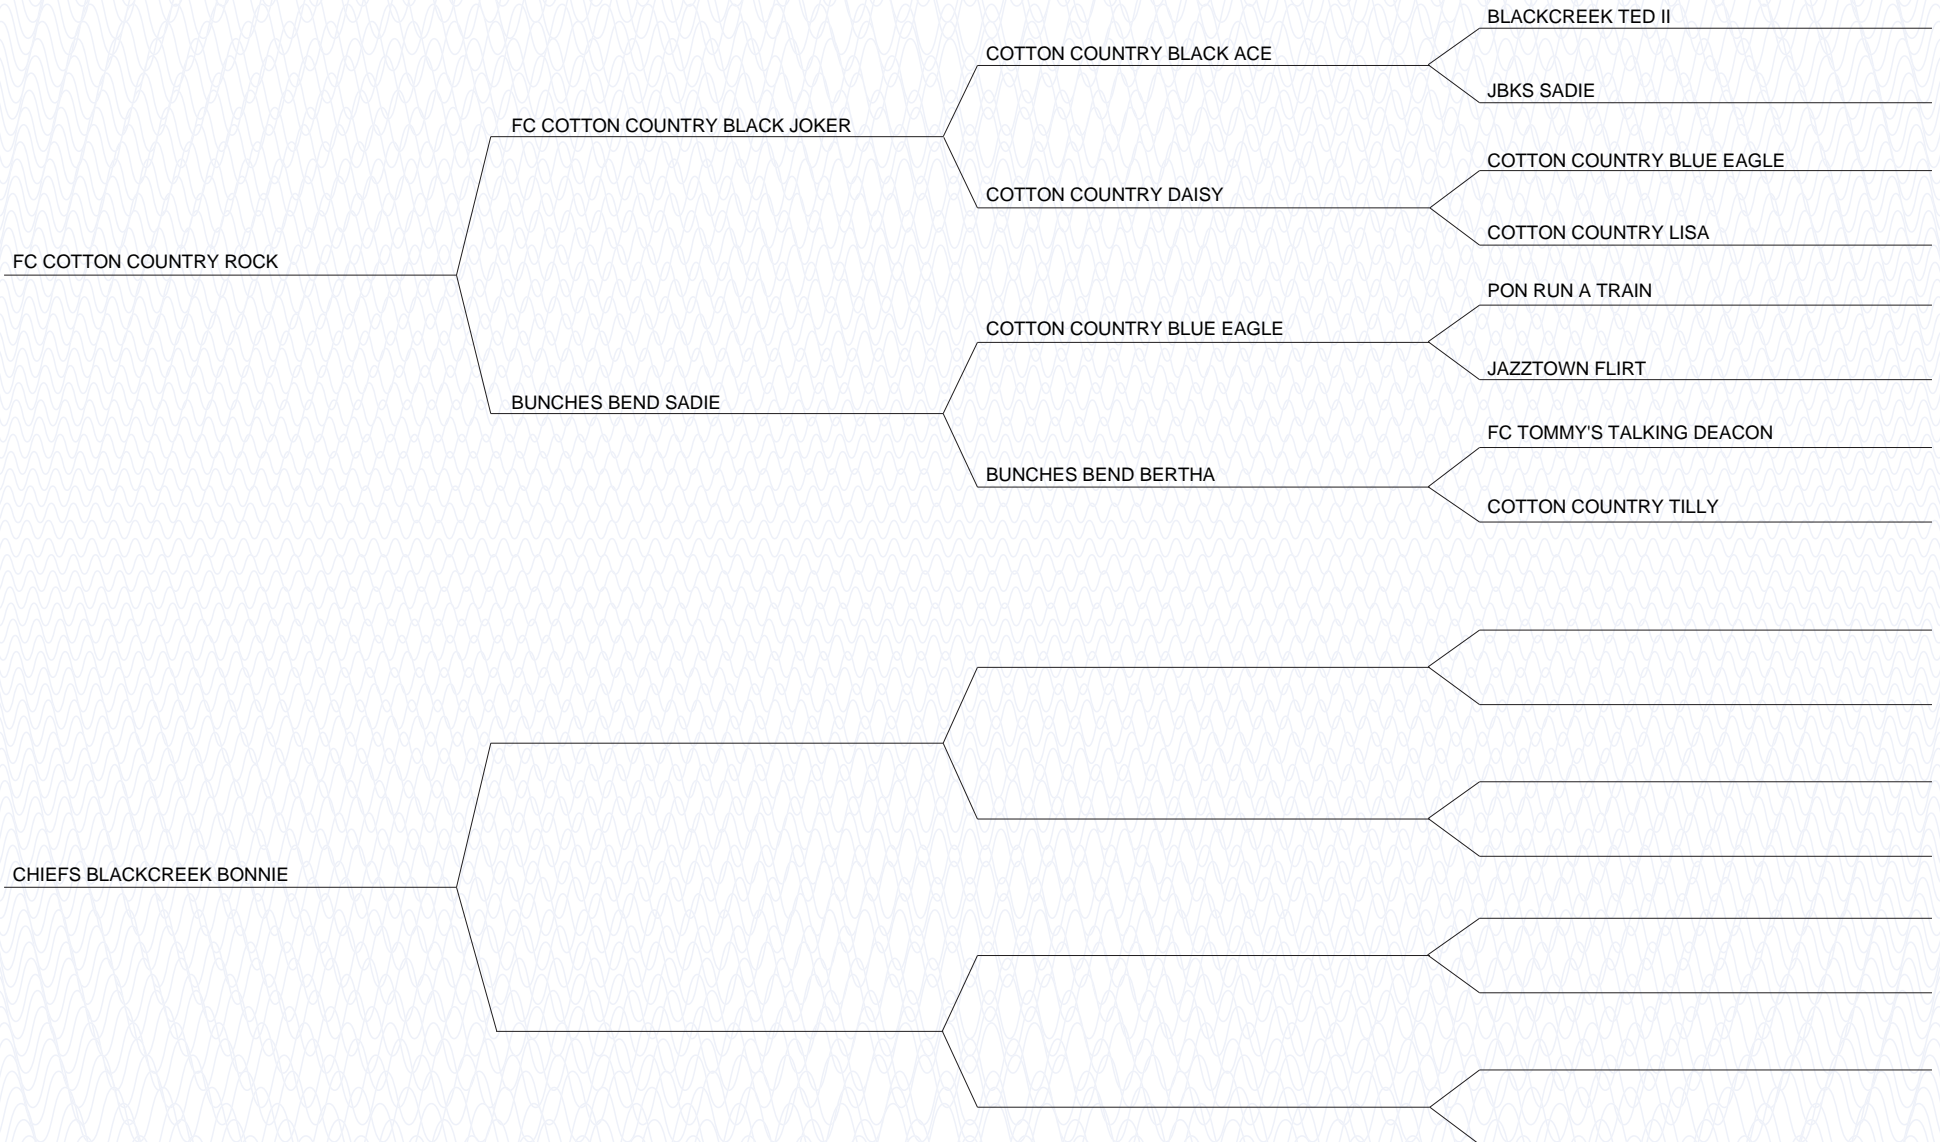 BLACKCREEK TED II
COTTON COUNTRY BLACK ACE
JBKS SADIE
FC COTTON COUNTRY BLACK JOKER
COTTON COUNTRY BLUE EAGLE
COTTON COUNTRY DAISY
COTTON COUNTRY LISA
FC COTTON COUNTRY ROCK
PON RUN A TRAIN
COTTON COUNTRY BLUE EAGLE
JAZZTOWN FLIRT
BUNCHES BEND SADIE
FC TOMMY'S TALKING DEACON
BUNCHES BEND BERTHA
COTTON COUNTRY TILLY
CHIEFS BLACKCREEK BONNIE